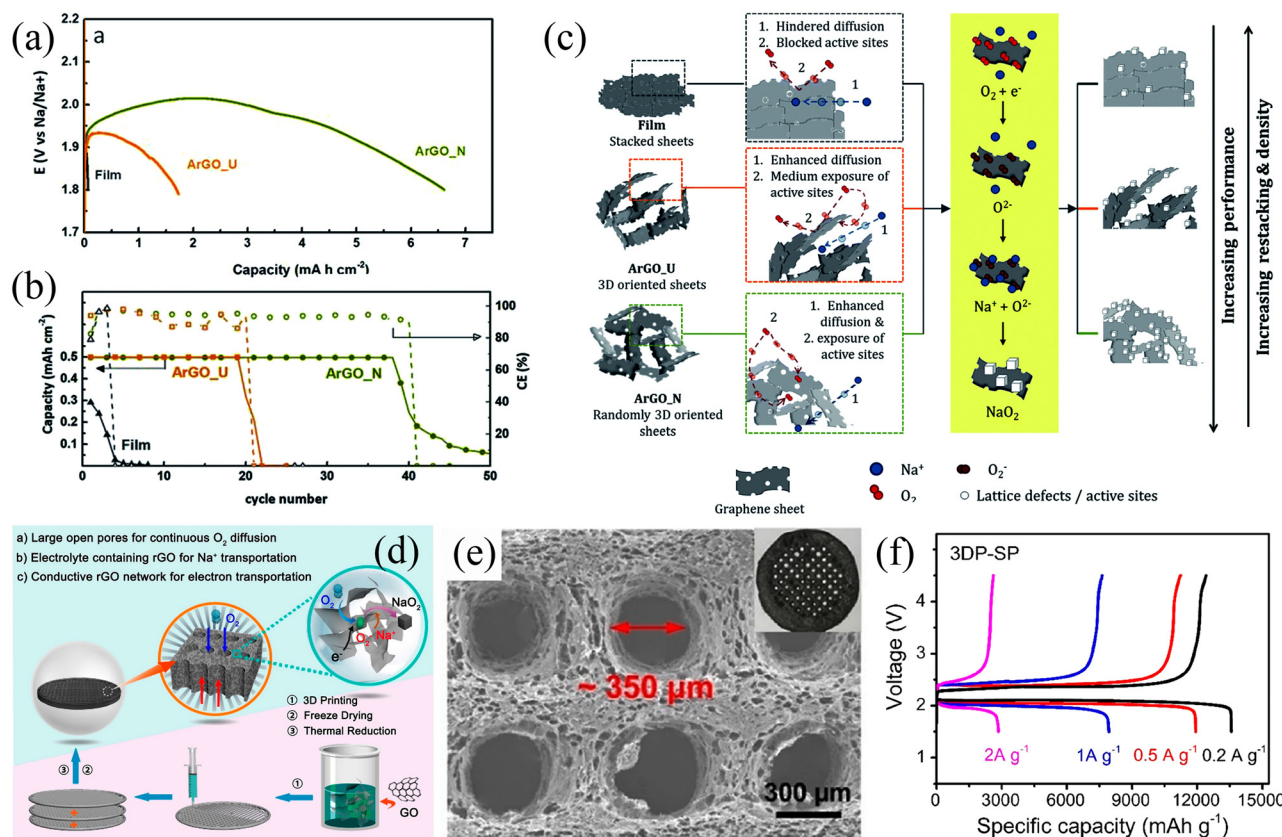 (a)
a
2.2
2.1
2.0
1.9
1.8
1.7
E (V vs Na/Na+)
Film
ArGO_U
ArGO_N
0 1 2 3 4 5 6 7
Capacity (mA h cm⁻²)
(b)
0.5
0.4
0.3
0.2
0.1
Capacity (mAh cm⁻²)
100
80
60
40
20
CE (%)
ArGO_U
ArGO_N
Film
0 10 20 30 40 50
cycle number
(c)
Film
Stacked sheets
1. Hindered diffusion
2. Blocked active sites
2
1
ArGO_U
3D oriented sheets
1. Enhanced diffusion
2. Medium exposure of
active sites
2
1
ArGO_N
Randomly 3D oriented
sheets
1. Enhanced
diffusion &
2. exposure of
active sites
2
1
O₂ + e⁻
O²⁻
Na⁺ + O²⁻
NaO₂
Increasing performance
Increasing restacking & density
Graphene sheet
Na⁺
O₂⁻
O₂
Lattice defects / active sites
(d)
a) Large open pores for continuous O₂ diffusion
b) Electrolyte containing rGO for Na⁺ transportation
c) Conductive rGO network for electron transportation
O₂
O₂
NaO₂
O₂⁻
Na⁺
e⁻
① 3D Printing
② Freeze Drying
③ Thermal Reduction
③ ②
①
GO
(e)
~ 350 μm
300 μm
(f)
3DP-SP
4
3
2
1
Voltage (V)
2A g⁻¹ 1A g⁻¹ 0.5 A g⁻¹ 0.2 A g⁻¹
0 3000 6000 9000 12000 15000
Specific capacity (mAh g⁻¹)